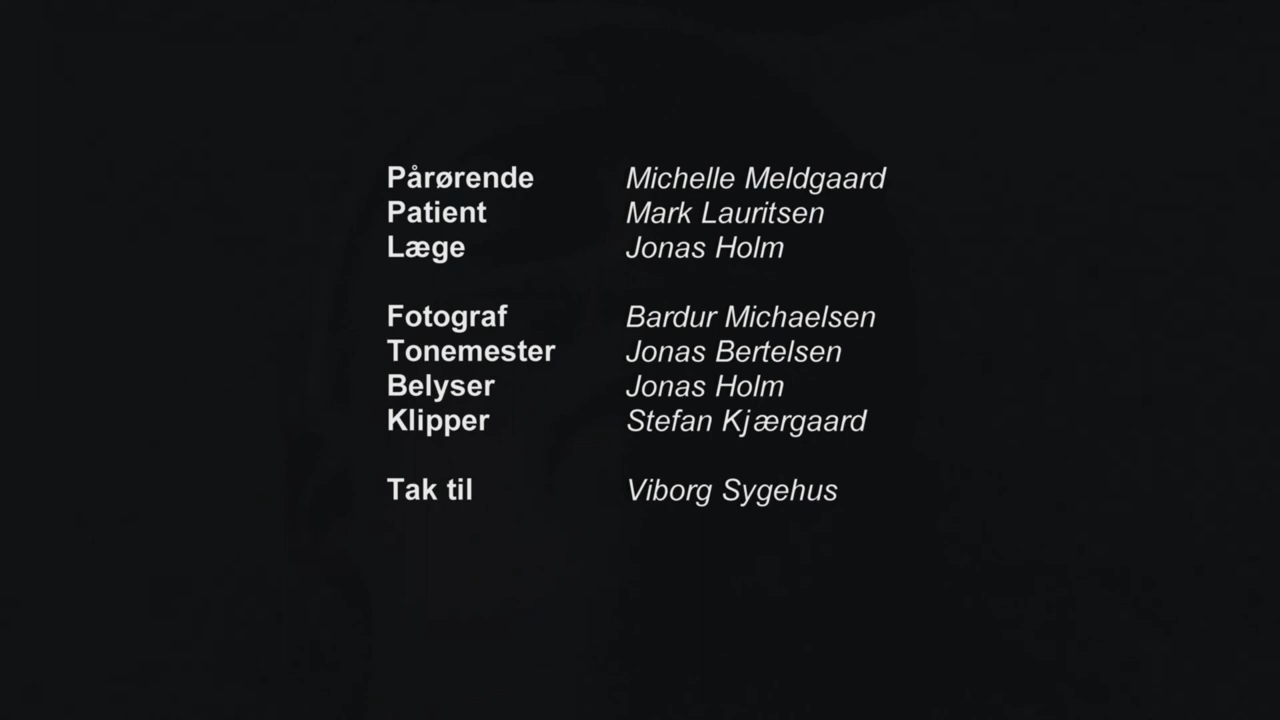 Pårørende Michelle Meldgaard
Patient Mark Lauritsen
Læge Jonas Holm
Fotograf Bardur Michaelsen
Tonemester Jonas Bertelsen
Belyser Jonas Holm
Klipper Stefan Kjærgaard
Tak til Viborg Sygehus